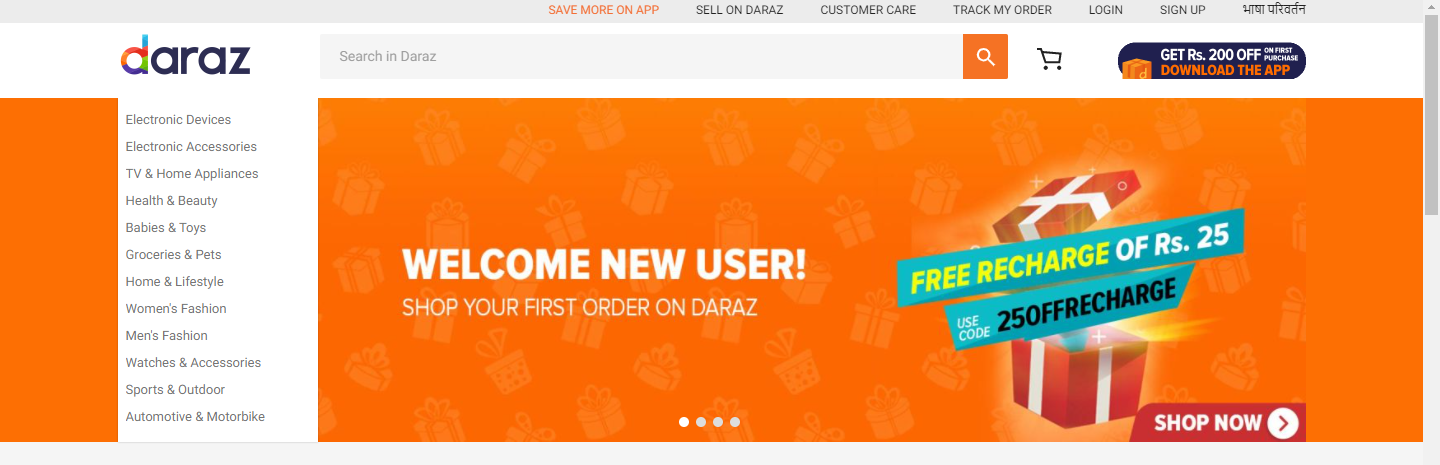 SAVE MORE ON APP SELL ON DARAZ CUSTOMER CARE TRACK MY ORDER LOGIN SIGN UP भाषा परिवर्तन
daraz
Search in Daraz
GET Rs. 200 OFF ON FIRST PURCHASE
DOWNLOAD THE APP
Electronic Devices
Electronic Accessories
TV & Home Appliances
Health & Beauty
Babies & Toys
Groceries & Pets
Home & Lifestyle
Women's Fashion
Men's Fashion
Watches & Accessories
Sports & Outdoor
Automotive & Motorbike
WELCOME NEW USER!
SHOP YOUR FIRST ORDER ON DARAZ
FREE RECHARGE OF Rs. 25
USE CODE 25OFFRECHARGE
SHOP NOW